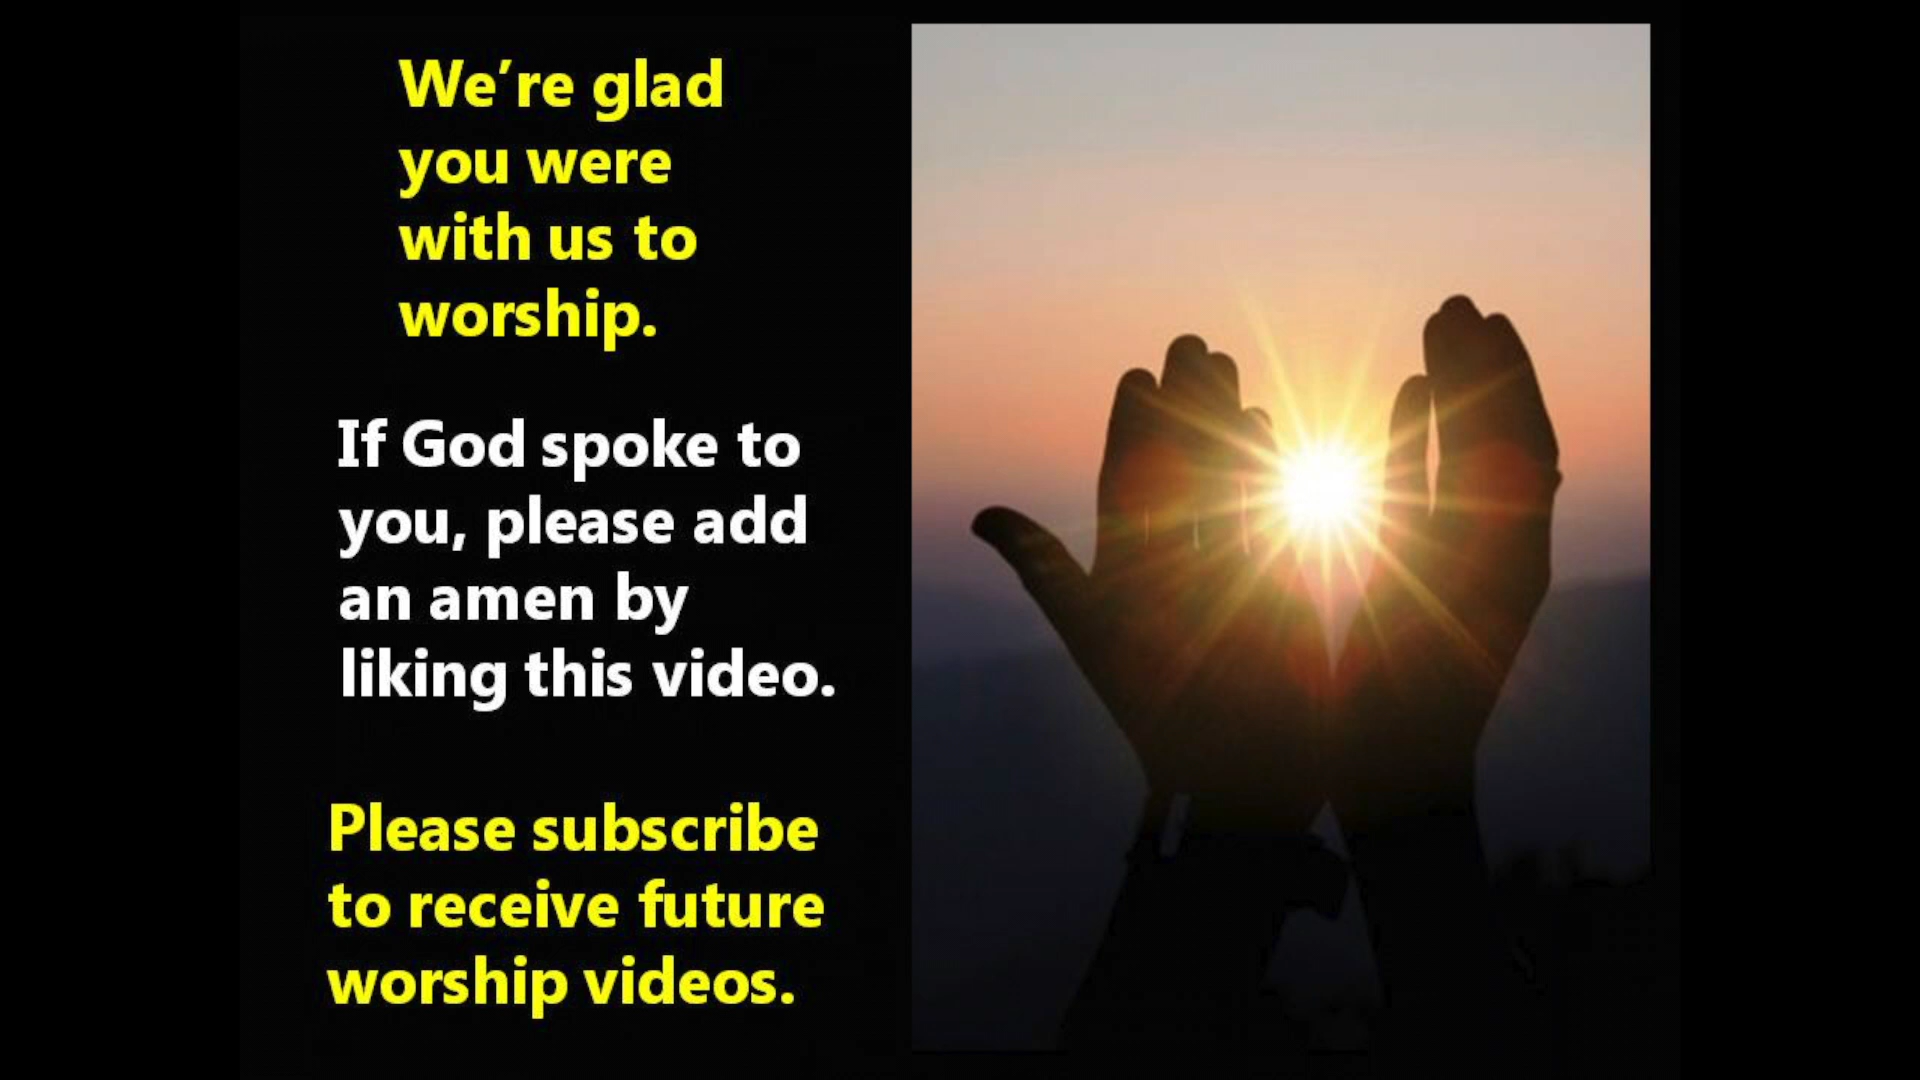 We’re glad
you were
with us to
worship.
If God spoke to
you, please add
an amen by
liking this video.
Please subscribe
to receive future
worship videos.